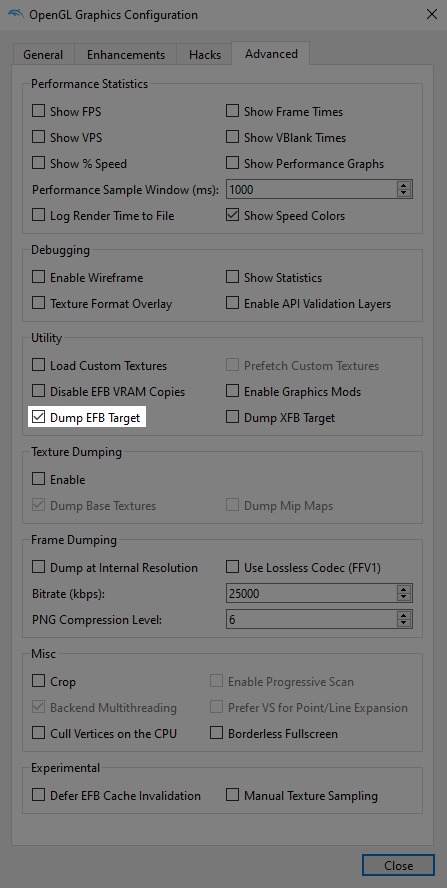 OpenGL Graphics Configuration
General Enhancements Hacks Advanced
Performance Statistics
Show FPS Show Frame Times
Show VPS Show VBlank Times
Show % Speed Show Performance Graphs
Performance Sample Window (ms): 1000
Log Render Time to File Show Speed Colors
Debugging
Enable Wireframe Show Statistics
Texture Format Overlay Enable API Validation Layers
Utility
Load Custom Textures Prefetch Custom Textures
Disable EFB VRAM Copies Enable Graphics Mods
Dump EFB Target Dump XFB Target
Texture Dumping
Enable
Dump Base Textures Dump Mip Maps
Frame Dumping
Dump at Internal Resolution Use Lossless Codec (FFV1)
Bitrate (kbps): 25000
PNG Compression Level: 6
Misc
Crop Enable Progressive Scan
Backend Multithreading Prefer VS for Point/Line Expansion
Cull Vertices on the CPU Borderless Fullscreen
Experimental
Defer EFB Cache Invalidation Manual Texture Sampling
Close